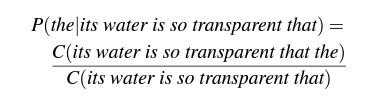 P(the|its water is so transparent that) =
C(its water is so transparent that the)
C(its water is so transparent that)